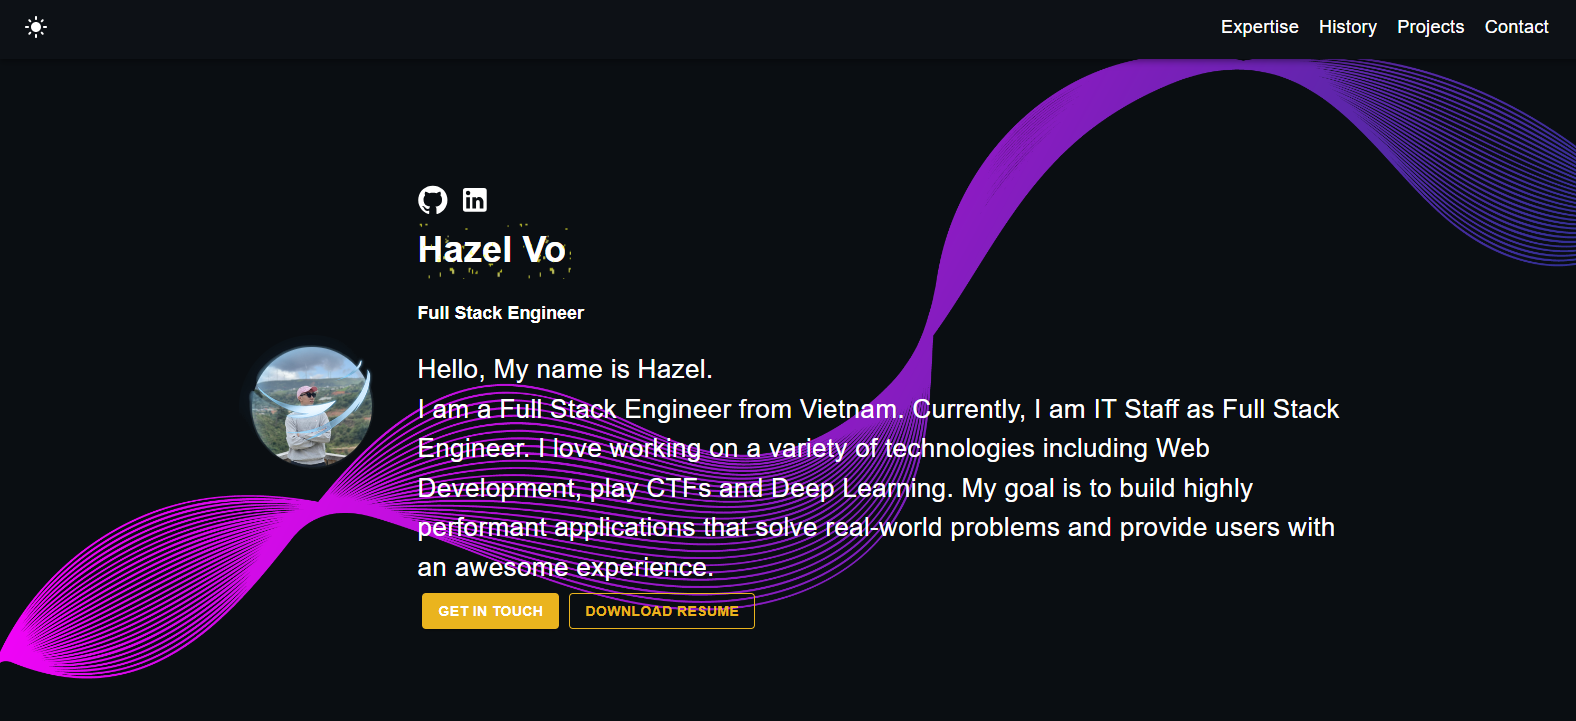 Expertise History Projects Contact
Hazel Vo
Full Stack Engineer
Hello, My name is Hazel.
I am a Full Stack Engineer from Vietnam. Currently, I am IT Staff as Full Stack
Engineer. I love working on a variety of technologies including Web
Development, play CTFs and Deep Learning. My goal is to build highly
performant applications that solve real-world problems and provide users with
an awesome experience.
GET IN TOUCH DOWNLOAD RESUME